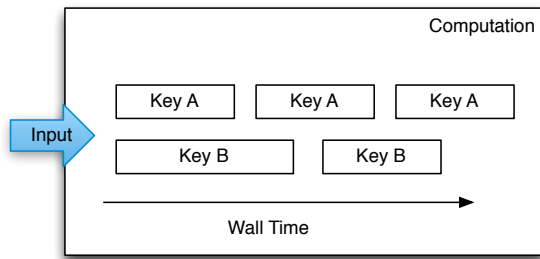 Computation
Key A Key A Key A
Input
Key B Key B
Wall Time